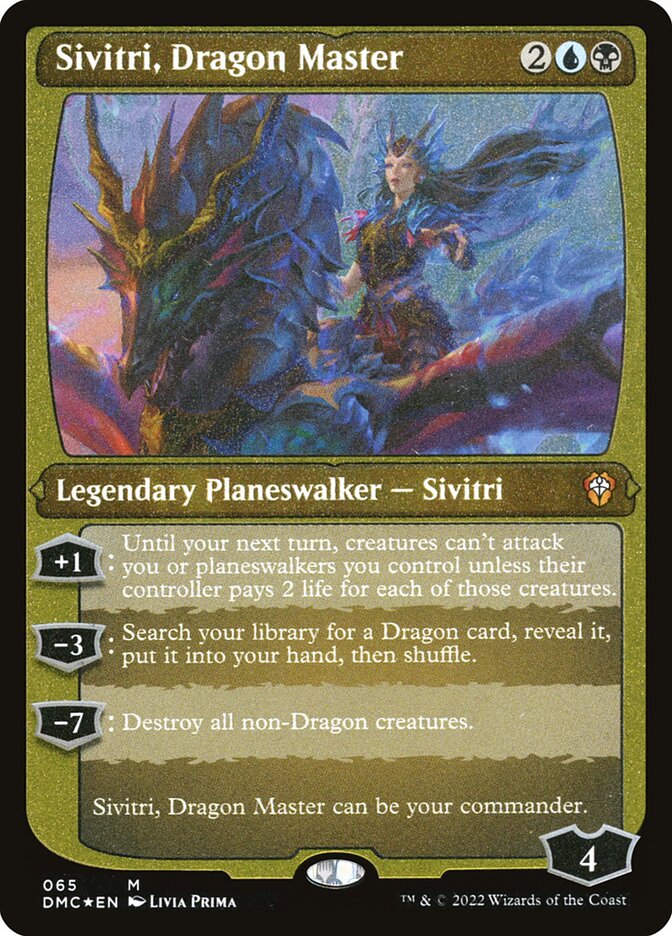 Sivitri, Dragon Master 2
Legendary Planeswalker — Sivitri
+1: Until your next turn, creatures can't attack
you or planeswalkers you control unless their
controller pays 2 life for each of those creatures.
−3: Search your library for a Dragon card, reveal it,
put it into your hand, then shuffle.
−7: Destroy all non-Dragon creatures.
Sivitri, Dragon Master can be your commander.
4
065 M
DMC★EN Livia Prima ™ & © 2022 Wizards of the Coast